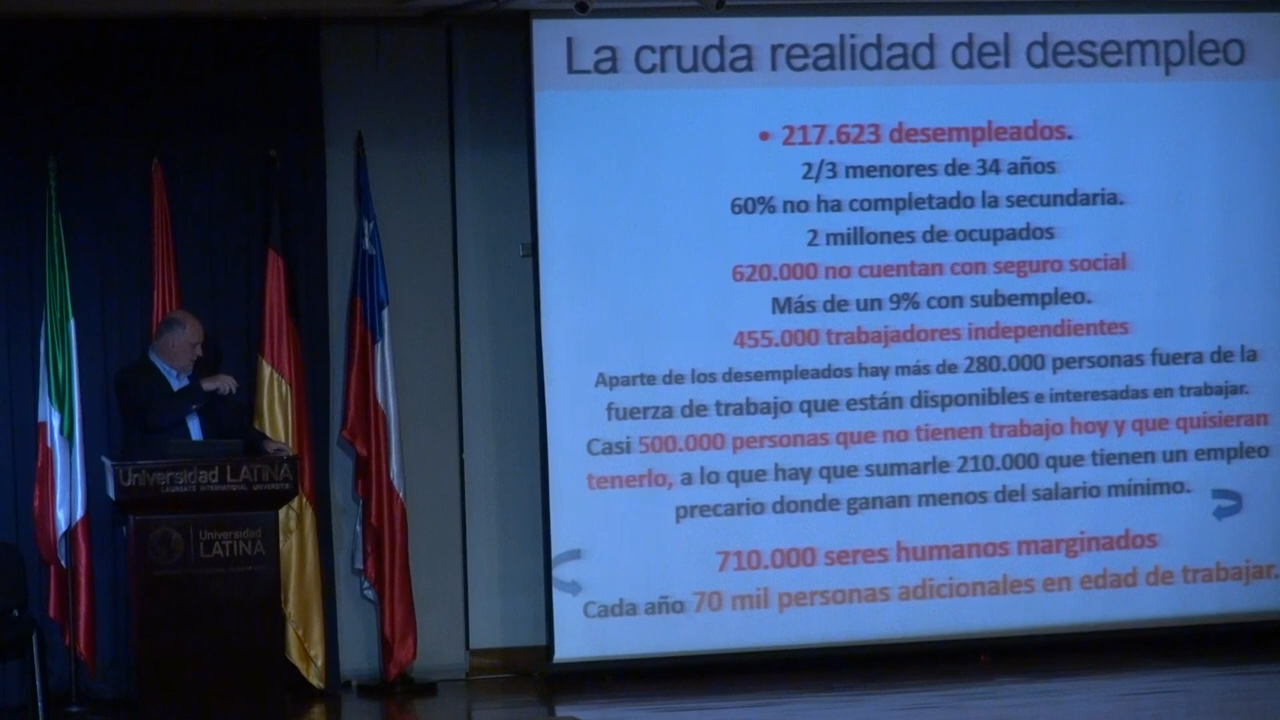 La cruda realidad del desempleo
• 217.623 desempleados.
2/3 menores de 34 años
60% no ha completado la secundaria.
2 millones de ocupados
620.000 no cuentan con seguro social
Más de un 9% con subempleo.
455.000 trabajadores independientes
Aparte de los desempleados hay más de 280.000 personas fuera de la
fuerza de trabajo que están disponibles e interesadas en trabajar.
Casi 500.000 personas que no tienen trabajo hoy y que quisieran
tenerlo, a lo que hay que sumarle 210.000 que tienen un empleo
precario donde ganan menos del salario mínimo.
710.000 seres humanos marginados
Cada año 70 mil personas adicionales en edad de trabajar.
Universidad LATINA
LAUREATE INTERNATIONAL UNIVERSITIES
Universidad
LATINA